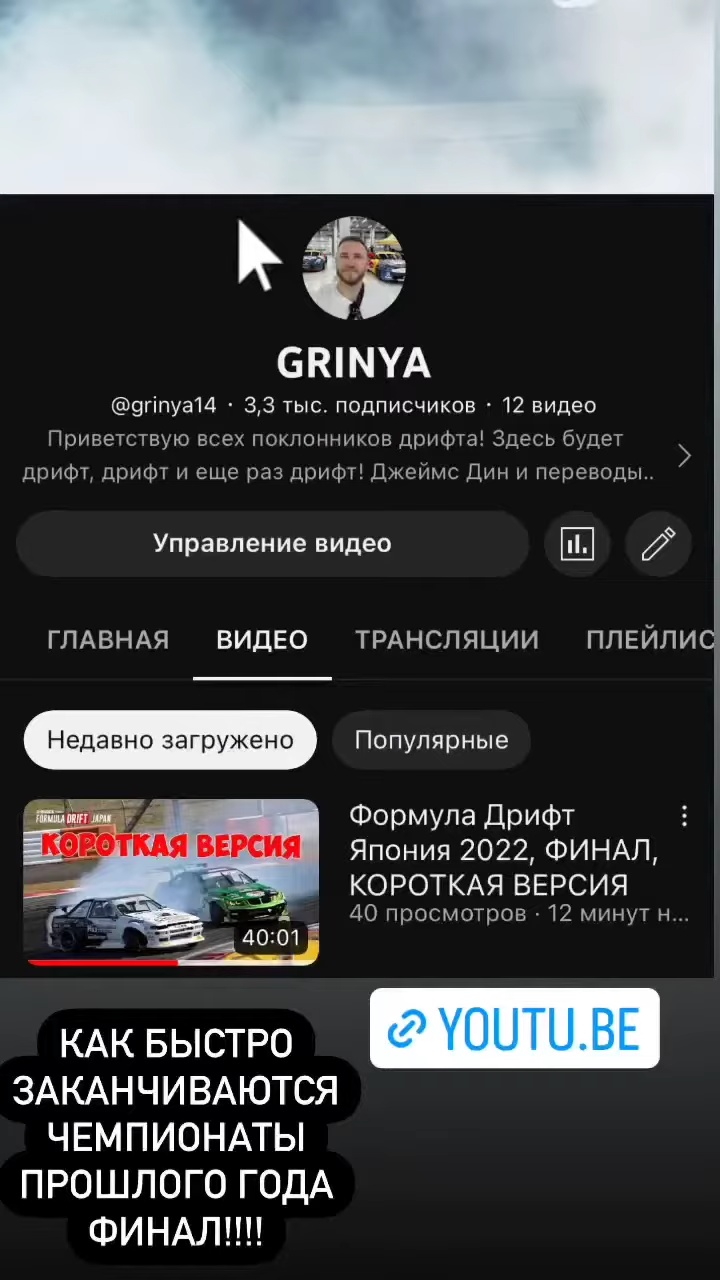 GRINYA
@grinya14 · 3,3 тыс. подписчиков · 12 видео
Приветствую всех поклонников дрифта! Здесь будет
дрифт, дрифт и еще раз дрифт! Джеймс Дин и переводы..
Управление видео
ГЛАВНАЯ ВИДЕО ТРАНСЛЯЦИИ ПЛЕЙЛИС
Недавно загружено Популярные
FORMULA DRIFT JAPAN
КОРОТКАЯ ВЕРСИЯ
40:01
Формула Дрифт
Япония 2022, ФИНАЛ,
КОРОТКАЯ ВЕРСИЯ
40 просмотров · 12 минут н...
YOUTU.BE
КАК БЫСТРО
ЗАКАНЧИВАЮТСЯ
ЧЕМПИОНАТЫ
ПРОШЛОГО ГОДА
ФИНАЛ!!!!